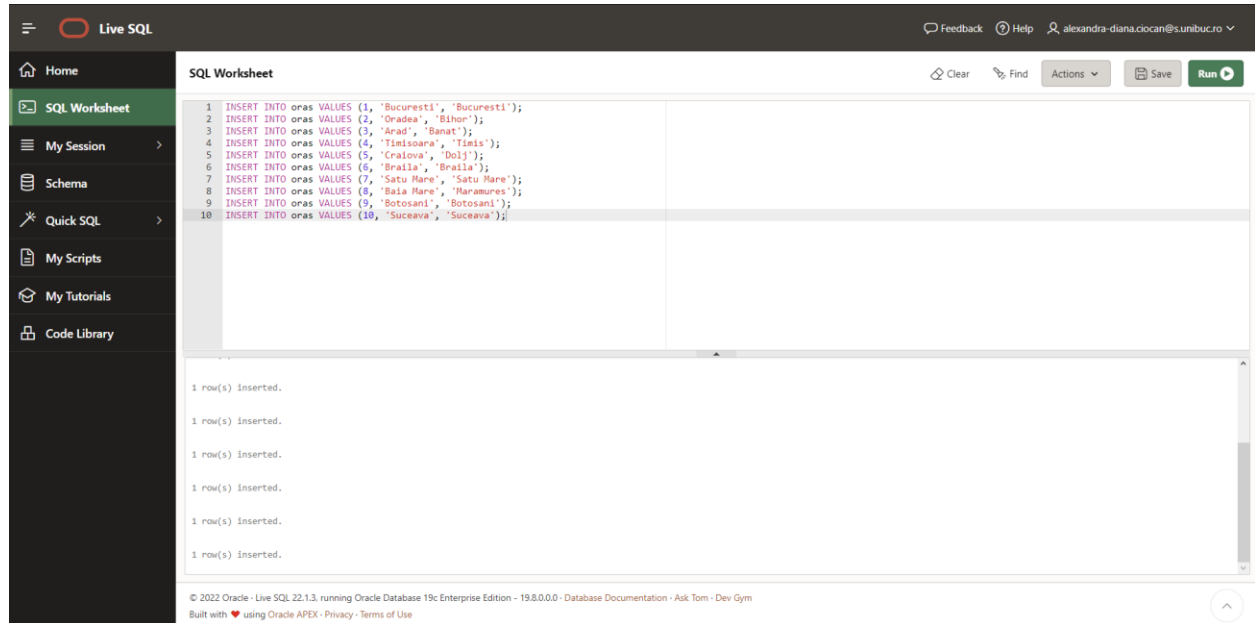 Live SQL
Feedback Help alexandra-diana.ciocan@s.unibuc.ro
Home
SQL Worksheet
My Session
Schema
Quick SQL
My Scripts
My Tutorials
Code Library
SQL Worksheet
Clear Find Actions Save Run
1 INSERT INTO oras VALUES (1, 'Bucuresti', 'Bucuresti');
2 INSERT INTO oras VALUES (2, 'Oradea', 'Bihor');
3 INSERT INTO oras VALUES (3, 'Arad', 'Banat');
4 INSERT INTO oras VALUES (4, 'Timisoara', 'Timis');
5 INSERT INTO oras VALUES (5, 'Craiova', 'Dolj');
6 INSERT INTO oras VALUES (6, 'Braila', 'Braila');
7 INSERT INTO oras VALUES (7, 'Satu Mare', 'Satu Mare');
8 INSERT INTO oras VALUES (8, 'Baia Mare', 'Maramures');
9 INSERT INTO oras VALUES (9, 'Botosani', 'Botosani');
10 INSERT INTO oras VALUES (10, 'Suceava', 'Suceava');
1 row(s) inserted.
1 row(s) inserted.
1 row(s) inserted.
1 row(s) inserted.
1 row(s) inserted.
1 row(s) inserted.
© 2022 Oracle · Live SQL 22.1.3, running Oracle Database 19c Enterprise Edition - 19.8.0.0.0 · Database Documentation · Ask Tom · Dev Gym
Built with ❤ using Oracle APEX · Privacy · Terms of Use